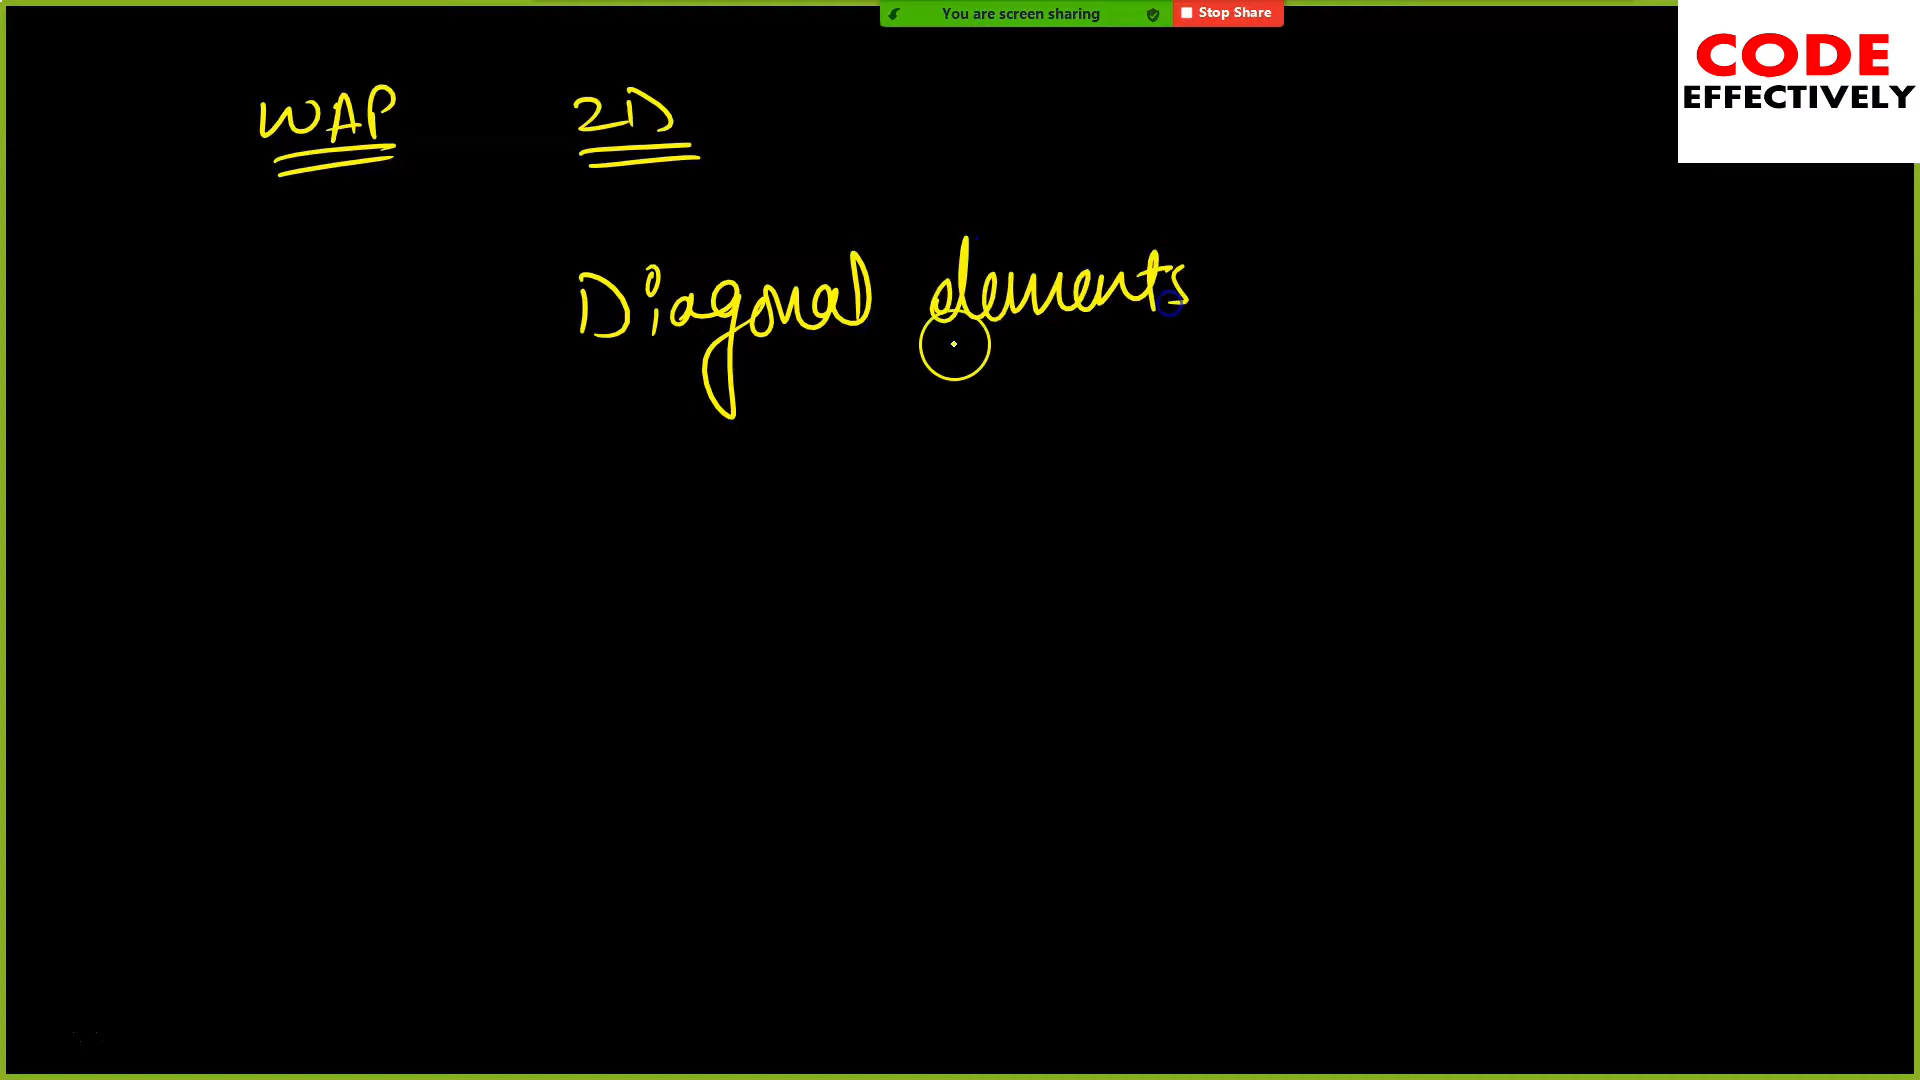 You are screen sharing Stop Share
CODE
EFFECTIVELY
WAP 2D
Diagonal elements